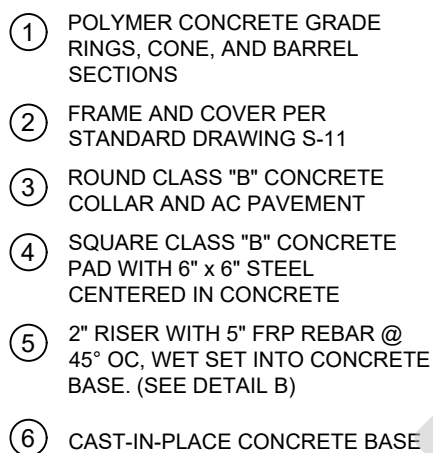 1 POLYMER CONCRETE GRADE
RINGS, CONE, AND BARREL
SECTIONS
2 FRAME AND COVER PER
STANDARD DRAWING S-11
3 ROUND CLASS "B" CONCRETE
COLLAR AND AC PAVEMENT
4 SQUARE CLASS "B" CONCRETE
PAD WITH 6" x 6" STEEL
CENTERED IN CONCRETE
5 2" RISER WITH 5" FRP REBAR @
45° OC, WET SET INTO CONCRETE
BASE. (SEE DETAIL B)
6 CAST-IN-PLACE CONCRETE BASE